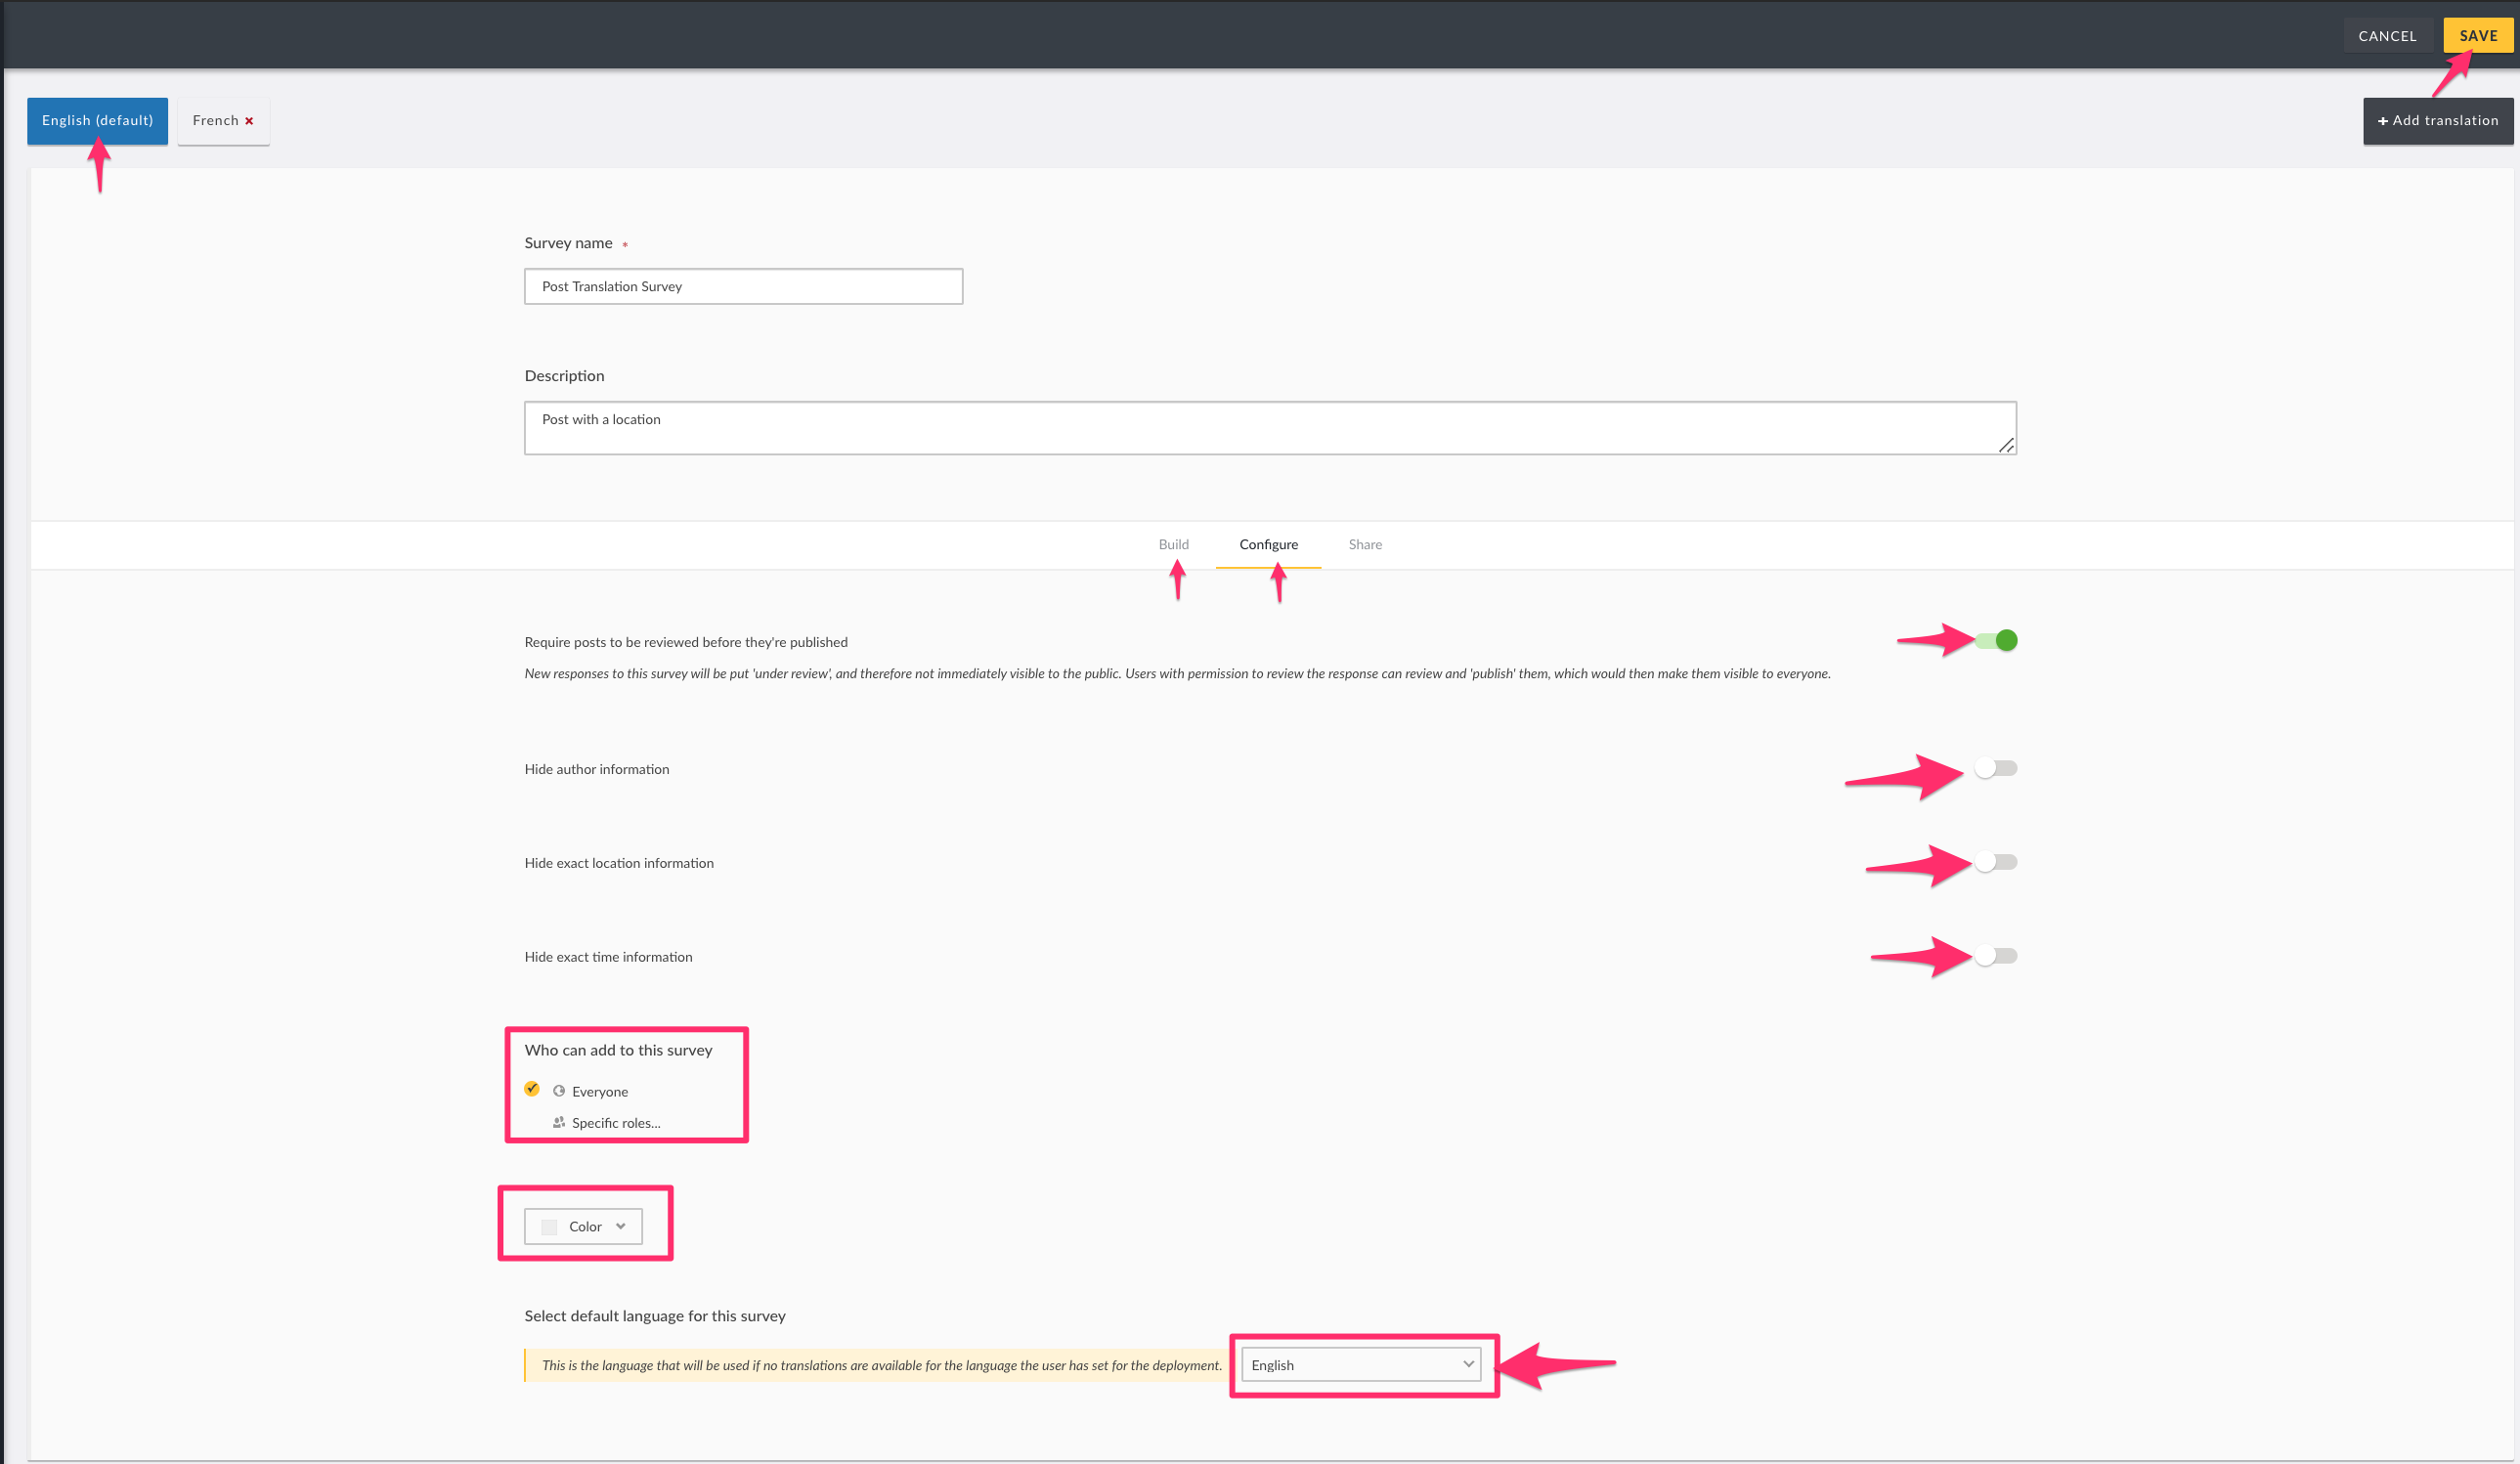 CANCEL
SAVE
English (default)
French
+ Add translation
Survey name *
Post Translation Survey
Description
Post with a location
Build
Configure
Share
Require posts to be reviewed before they're published
New responses to this survey will be put 'under review', and therefore not immediately visible to the public. Users with permission to review the response can review and 'publish' them, which would then make them visible to everyone.
Hide author information
Hide exact location information
Hide exact time information
Who can add to this survey
Everyone
Specific roles...
Color
Select default language for this survey
This is the language that will be used if no translations are available for the language the user has set for the deployment.
English